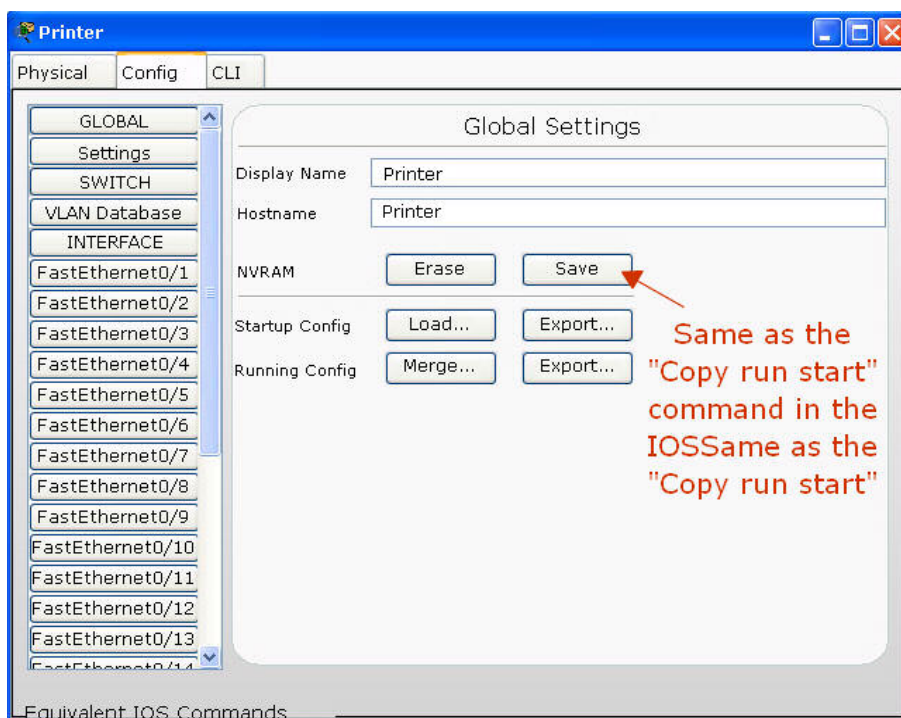 Printer
Physical Config CLI
GLOBAL
Settings
SWITCH
VLAN Database
INTERFACE
FastEthernet0/1
FastEthernet0/2
FastEthernet0/3
FastEthernet0/4
FastEthernet0/5
FastEthernet0/6
FastEthernet0/7
FastEthernet0/8
FastEthernet0/9
FastEthernet0/10
FastEthernet0/11
FastEthernet0/12
FastEthernet0/13
FastEthernet0/14
Global Settings
Display Name Printer
Hostname Printer
NVRAM Erase Save
Startup Config Load... Export...
Running Config Merge... Export...
Same as the
"Copy run start"
command in the
IOSSame as the
"Copy run start"
Equivalent IOS Commands